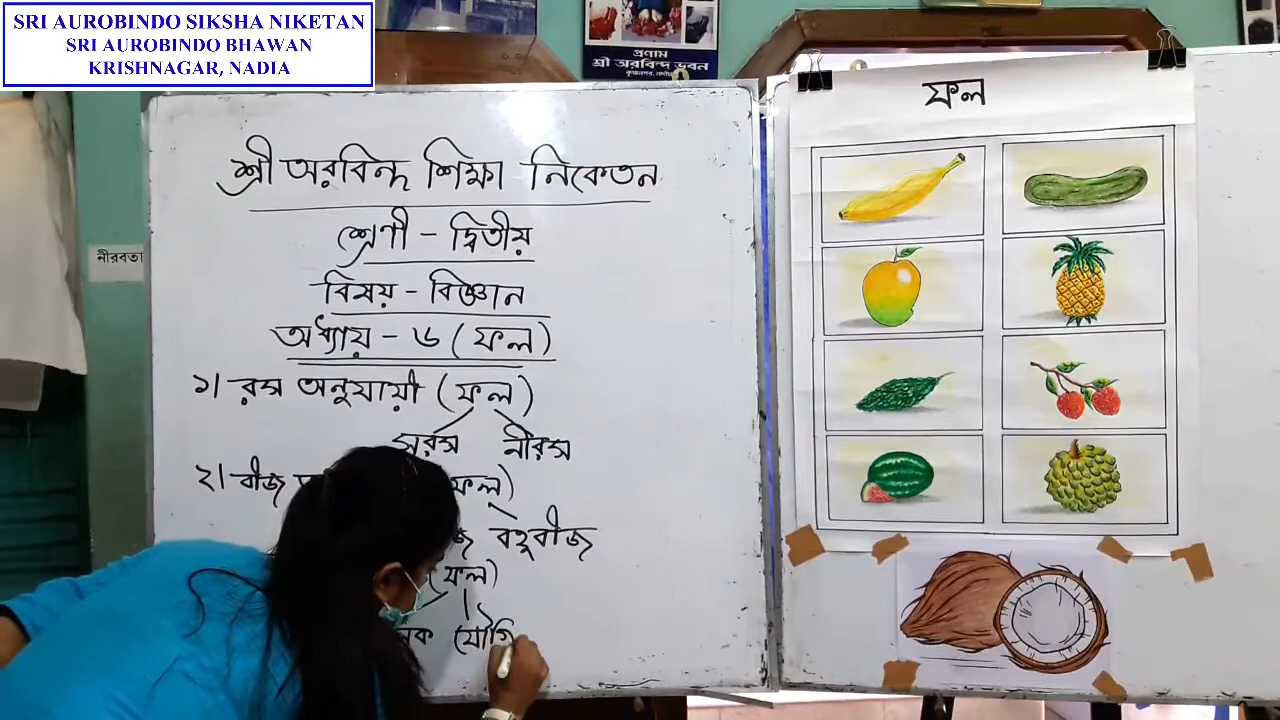 SRI AUROBINDO SIKSHA NIKETAN
SRI AUROBINDO BHAWAN
KRISHNAGAR, NADIA
প্রণাম
শ্রী অরবিন্দ ভবন
নীরবতা
শ্রী অরবিন্দ শিক্ষা নিকেতন
শ্রেণী - দ্বিতীয়
বিষয় - বিজ্ঞান
অধ্যায় - ৬ (ফল)
১। রস অনুযায়ী (ফল)
সরস নীরস
২। বীজ ফল)
বহুবীজ
(ফল)
যৌগি
ফল